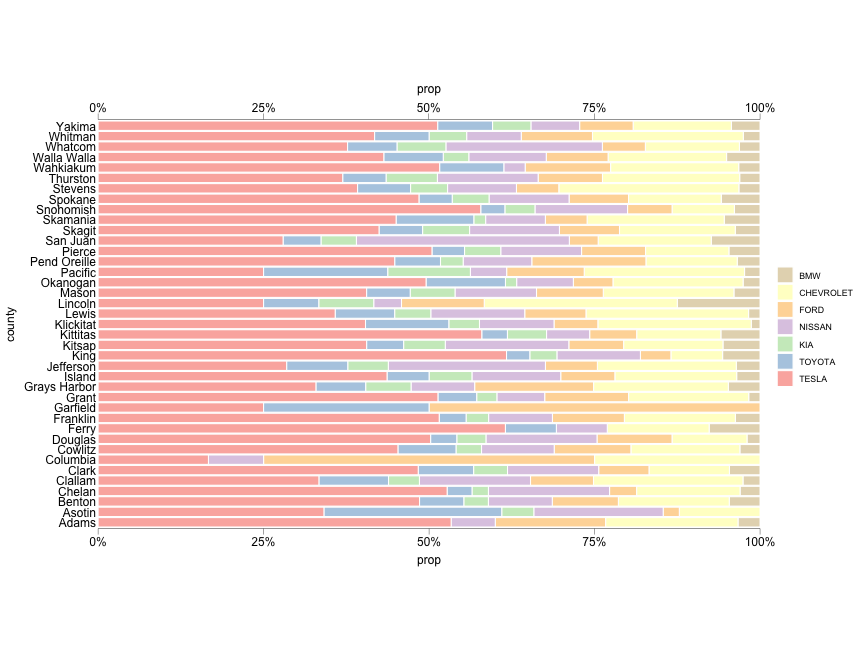 prop
0% 25% 50% 75% 100%
Yakima
Whitman
Whatcom
Walla Walla
Wahkiakum
Thurston
Stevens
Spokane
Snohomish
Skamania
Skagit
San Juan
Pierce
Pend Oreille
Pacific
Okanogan
Mason
Lincoln
Lewis
Klickitat
Kittitas
Kitsap
King
Jefferson
Island
Grays Harbor
Grant
Garfield
Franklin
Ferry
Douglas
Cowlitz
Columbia
Clark
Clallam
Chelan
Benton
Asotin
Adams
county
BMW
CHEVROLET
FORD
NISSAN
KIA
TOYOTA
TESLA
0% 25% 50% 75% 100%
prop